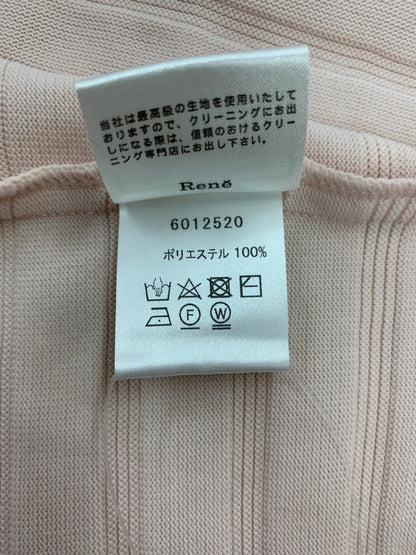 当社は最高級の生地を使用いたして
おりますので、クリーニングにお出
しになる際は、信頼のおけるクリー
ニング専門店にお出し下さい。
René
6012520
ポリエステル 100%
F W